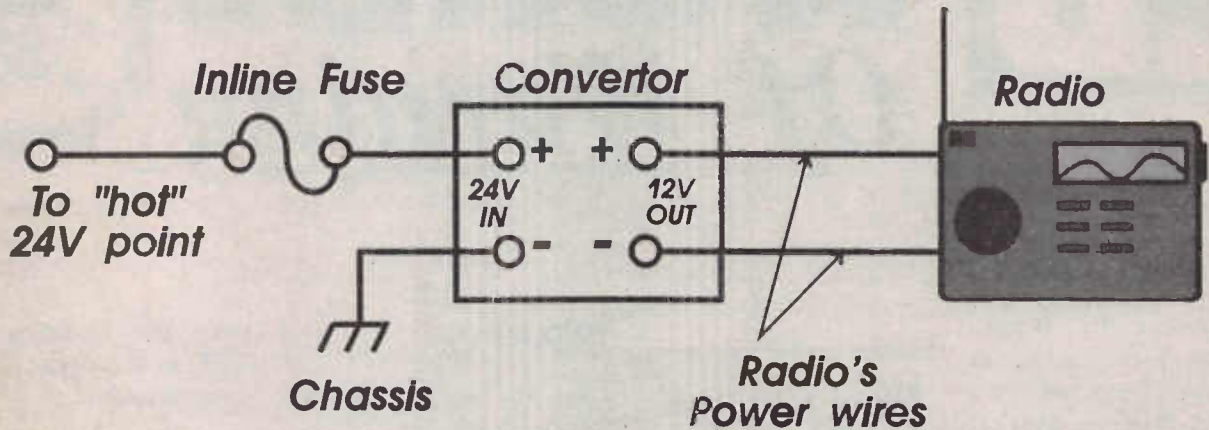 Inline Fuse
Convertor
Radio
+ +
To "hot"
24V point
24V
IN
12V
OUT
- -
Chassis
Radio's
Power wires